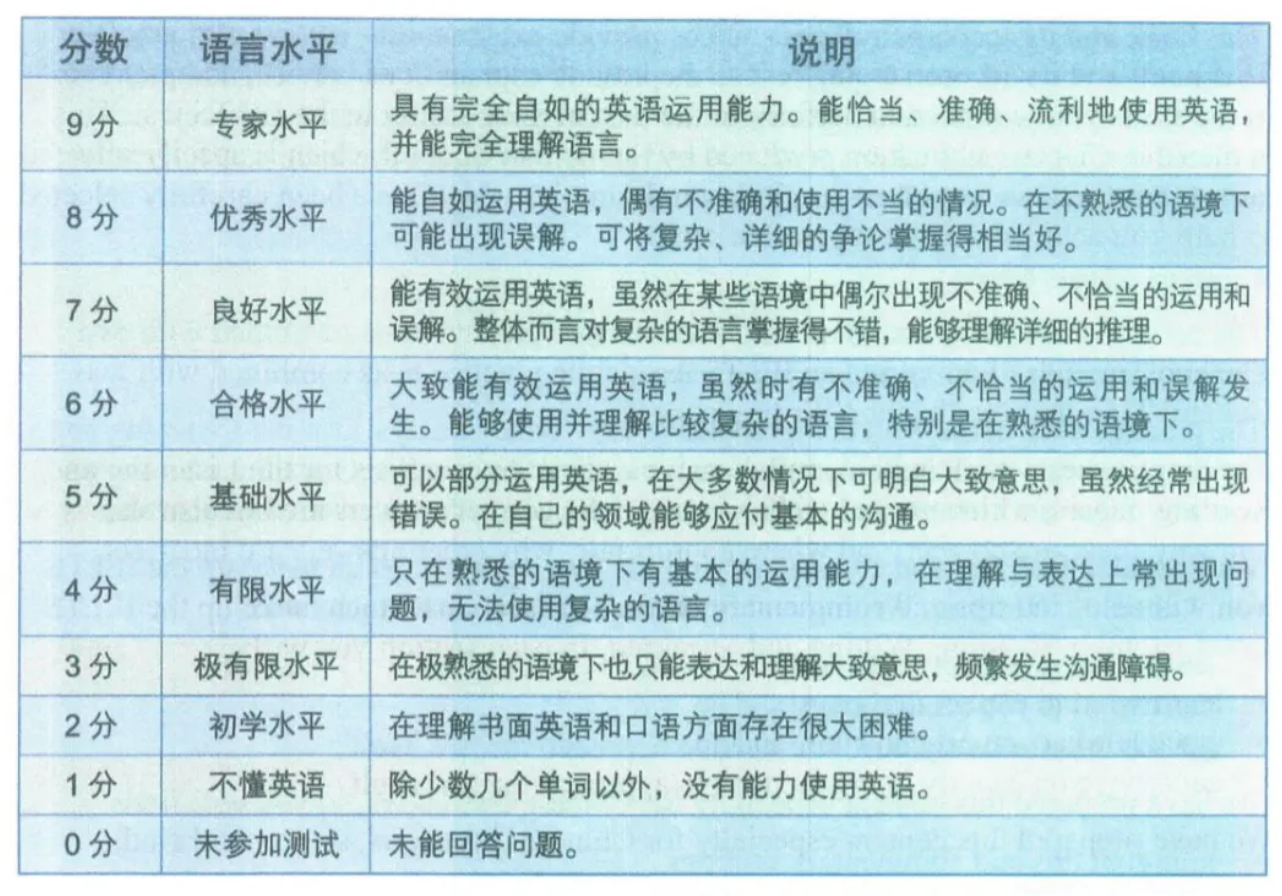 分数 语言水平 说明
9分 专家水平 具有完全自如的英语运用能力。能恰当、准确、流利地使用英语,
并能完全理解语言。
8分 优秀水平 能自如运用英语，偶有不准确和使用不当的情况。在不熟悉的语境下
可能出现误解。可将复杂、详细的争论掌握得相当好。
7分 良好水平 能有效运用英语，虽然在某些语境中偶尔出现不准确、不恰当的运用和
误解。整体而言对复杂的语言掌握得不错，能够理解详细的推理。
6分 合格水平 大致能有效运用英语，虽然时有不准确、不恰当的运用和误解发
生。能够使用并理解比较复杂的语言，特别是在熟悉的语境下。
5分 基础水平 可以部分运用英语，在大多数情况下可明白大致意思，虽然经常出现
错误。在自己的领域能够应付基本的沟通。
4分 有限水平 只在熟悉的语境下有基本的运用能力，在理解与表达上常出现问
题，无法使用复杂的语言。
3分 极有限水平 在极熟悉的语境下也只能表达和理解大致意思，频繁发生沟通障碍。
2分 初学水平 在理解书面英语和口语方面存在很大困难。
1分 不懂英语 除少数几个单词以外，没有能力使用英语。
0分 未参加测试 未能回答问题。